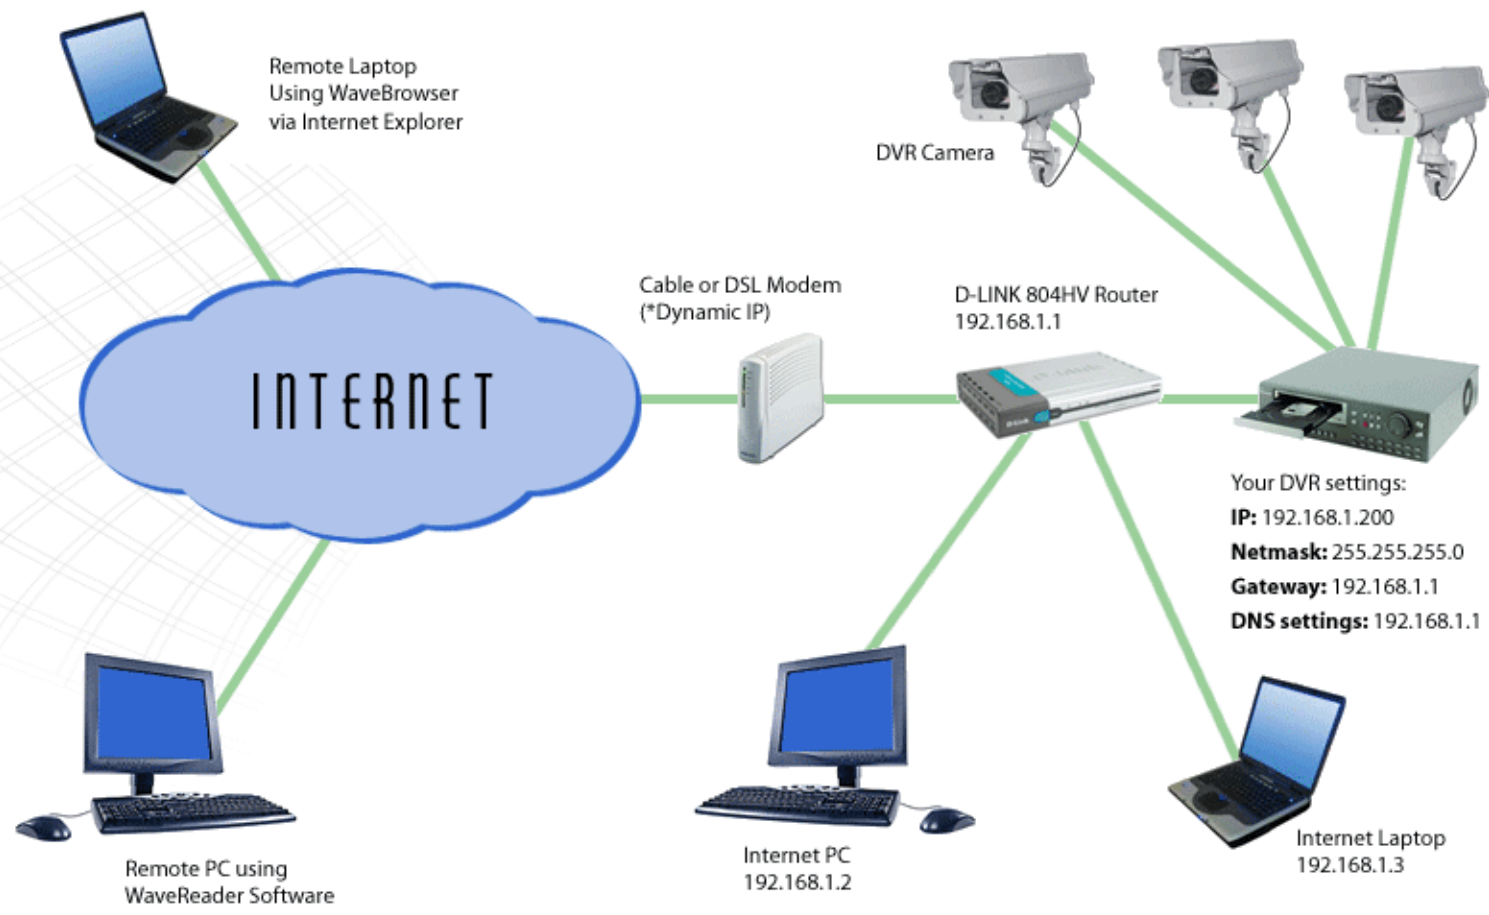 Remote Laptop
Using WaveBrowser
via Internet Explorer
DVR Camera
Cable or DSL Modem
(*Dynamic IP)
D-LINK 804HV Router
192.168.1.1
INTERNET
D-Link
Your DVR settings:
IP: 192.168.1.200
Netmask: 255.255.255.0
Gateway: 192.168.1.1
DNS settings: 192.168.1.1
Internet Laptop
192.168.1.3
Internet PC
192.168.1.2
Remote PC using
WaveReader Software